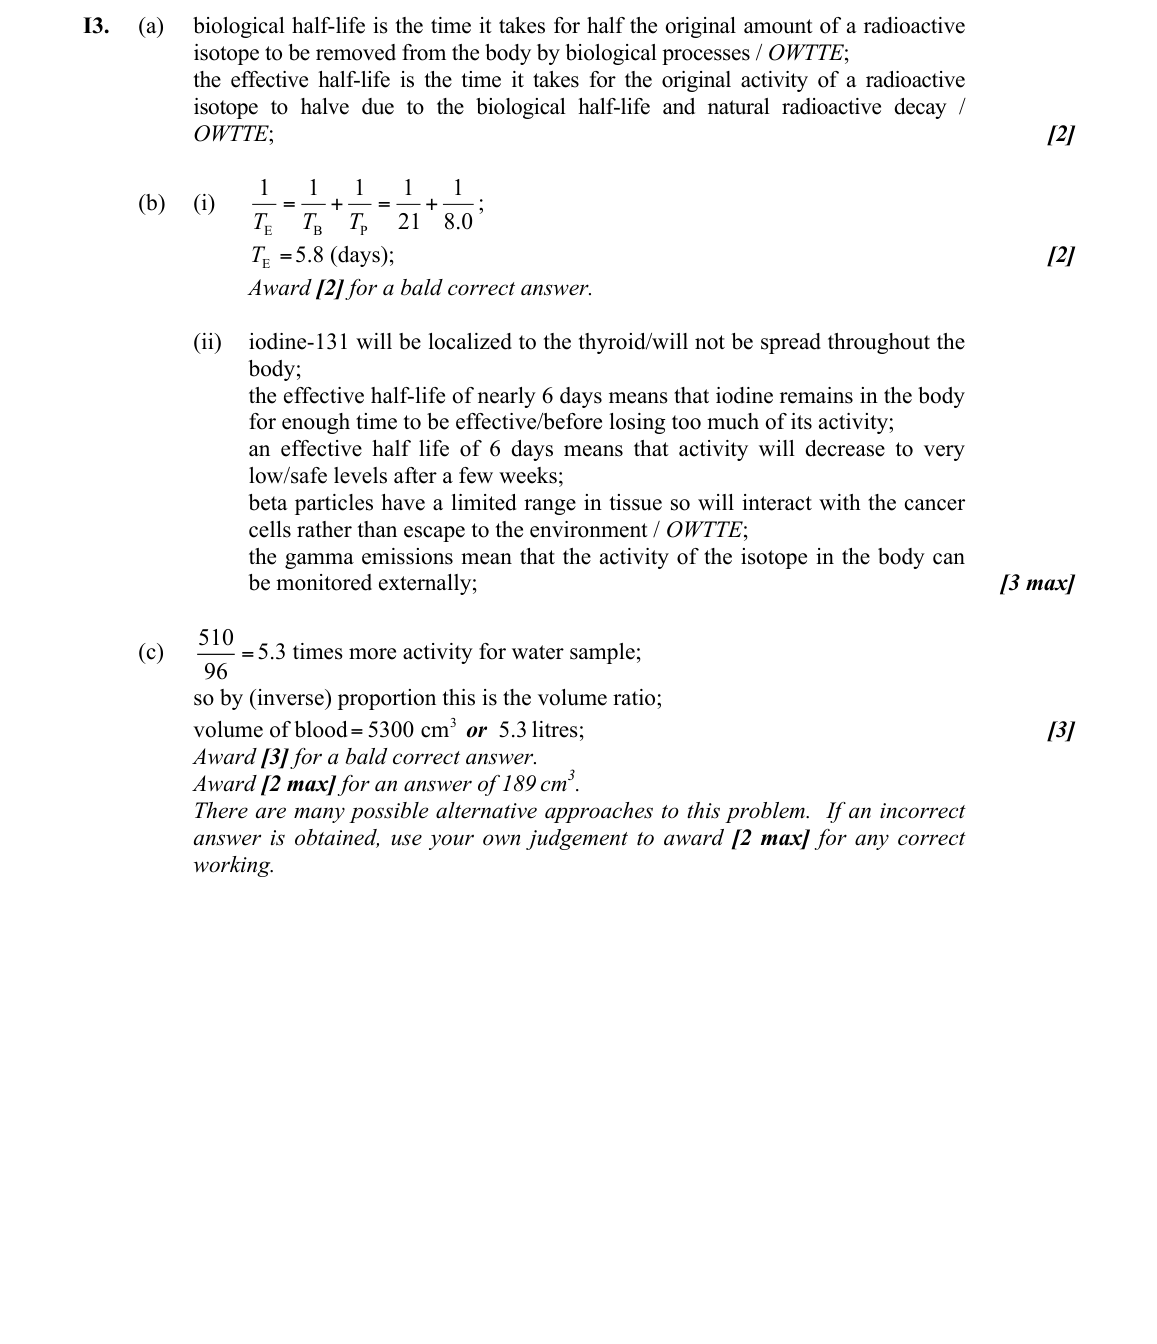 I3. (a) biological half-life is the time it takes for half the original amount of a radioactive
isotope to be removed from the body by biological processes / OWTTE;
the effective half-life is the time it takes for the original activity of a radioactive
isotope to halve due to the biological half-life and natural radioactive decay /
OWTTE; [2]
(b) (i) 1/T_E = 1/T_B + 1/T_P = 1/21 + 1/8.0;
T_E = 5.8 (days); [2]
Award [2] for a bald correct answer.
(ii) iodine-131 will be localized to the thyroid/will not be spread throughout the
body;
the effective half-life of nearly 6 days means that iodine remains in the body
for enough time to be effective/before losing too much of its activity;
an effective half life of 6 days means that activity will decrease to very
low/safe levels after a few weeks;
beta particles have a limited range in tissue so will interact with the cancer
cells rather than escape to the environment / OWTTE;
the gamma emissions mean that the activity of the isotope in the body can
be monitored externally; [3 max]
(c) 510/96 = 5.3 times more activity for water sample;
so by (inverse) proportion this is the volume ratio;
volume of blood = 5300 cm³ or 5.3 litres; [3]
Award [3] for a bald correct answer.
Award [2 max] for an answer of 189 cm³.
There are many possible alternative approaches to this problem. If an incorrect
answer is obtained, use your own judgement to award [2 max] for any correct
working.